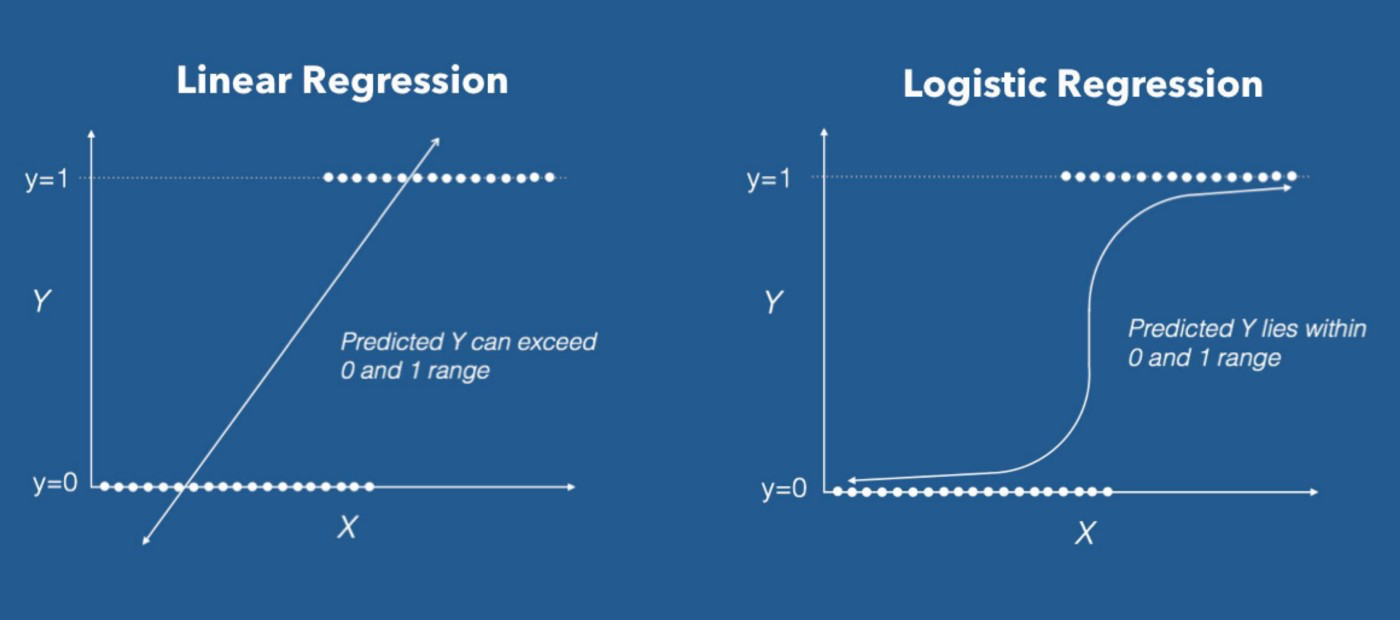 Linear Regression
y=1
Y
Predicted Y can exceed
0 and 1 range
y=0
X
Logistic Regression
y=1
Y
Predicted Y lies within
0 and 1 range
y=0
X